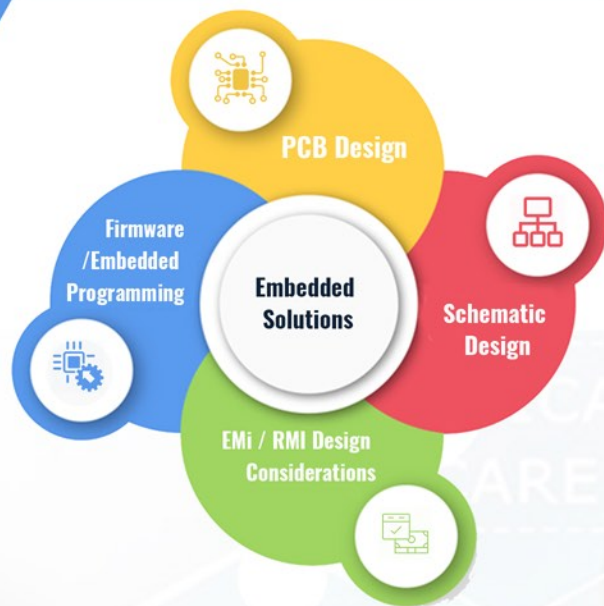 PCB Design
Firmware
/Embedded
Programming
Embedded
Solutions
Schematic
Design
EMi / RMI Design
Considerations